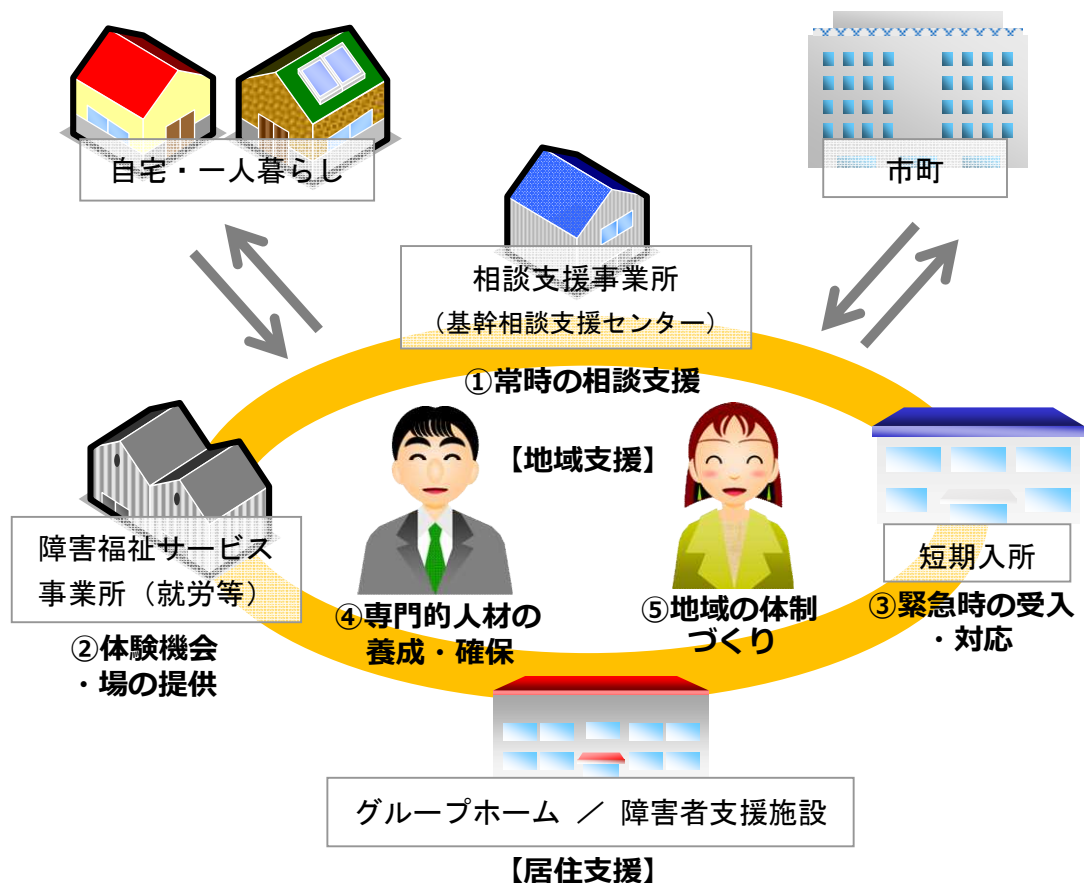 自宅・一人暮らし
市町
相談支援事業所
（基幹相談支援センター）
①常時の相談支援
【地域支援】
障害福祉サービス
事業所（就労等）
②体験機会
・場の提供
④専門的人材の
養成・確保
⑤地域の体制
づくり
短期入所
③緊急時の受入
・対応
グループホーム ／ 障害者支援施設
【居住支援】